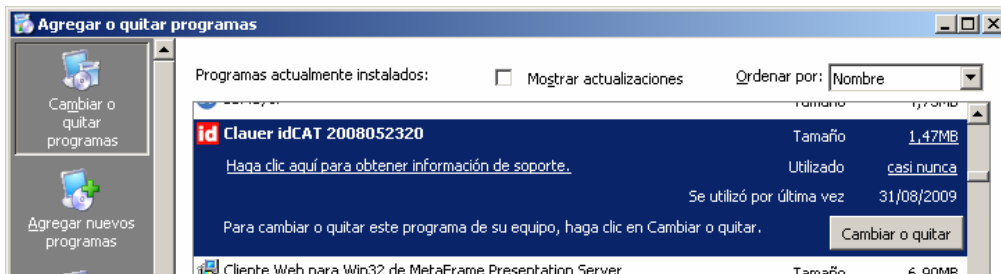 Agregar o quitar programas
Cambiar o
quitar
programas
Agregar nuevos
programas
Programas actualmente instalados:
Mostrar actualizaciones
Ordenar por: Nombre
Tamaño
Clauer idCAT 2008052320 Tamaño 1,47MB
Haga clic aquí para obtener información de soporte. Utilizado casi nunca
Se utilizó por última vez 31/08/2009
Para cambiar o quitar este programa de su equipo, haga clic en Cambiar o quitar. Cambiar o quitar
Cliente Web para Win32 de MetaFrame Presentation Server Tamaño 6,90MB